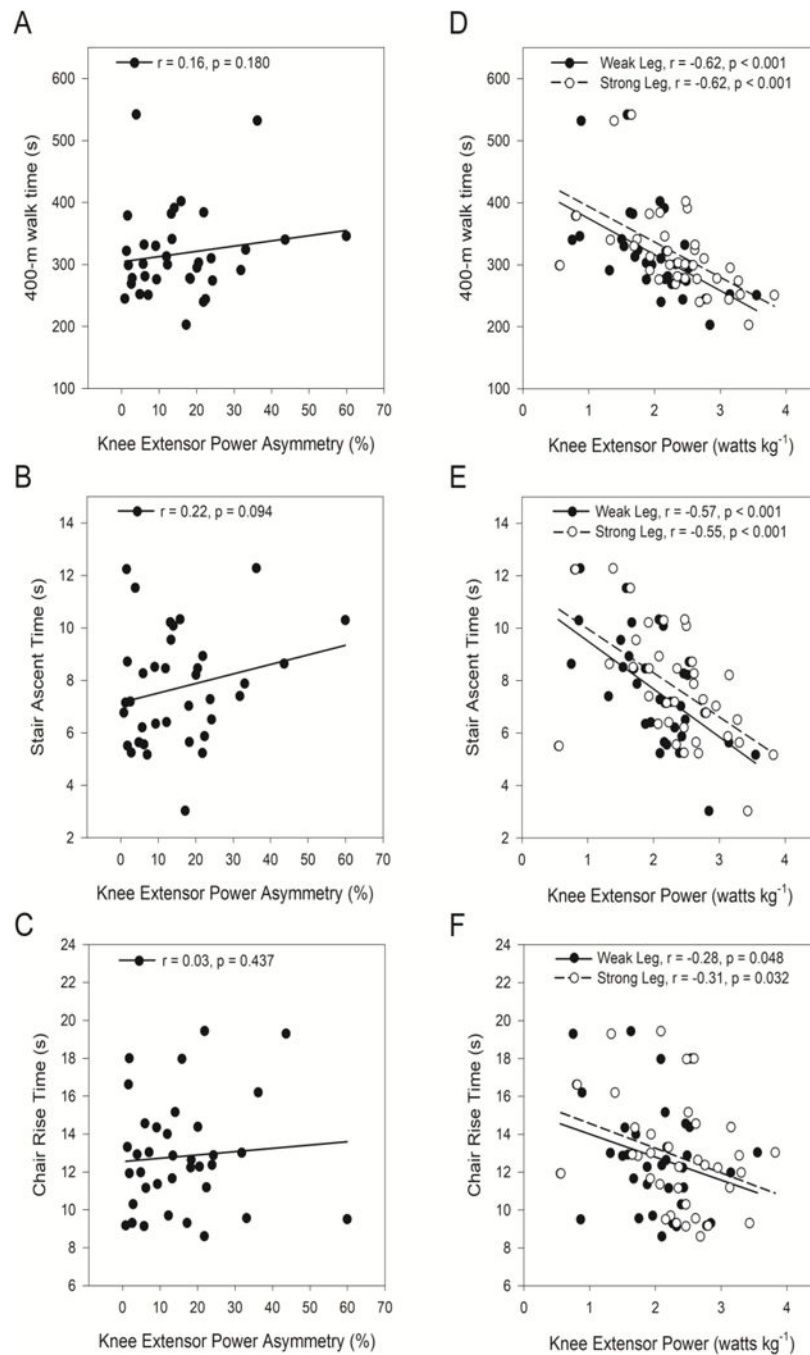 A
r = 0.16, p = 0.180
600
500
400
300
200
100
400-m walk time (s)
0 10 20 30 40 50 60 70
Knee Extensor Power Asymmetry (%)
D
Weak Leg, r = -0.62, p < 0.001
Strong Leg, r = -0.62, p < 0.001
600
500
400
300
200
100
400-m walk time (s)
1 2 3 4
Knee Extensor Power (watts kg⁻¹)
B
r = 0.22, p = 0.094
14
12
10
8
6
4
2
Stair Ascent Time (s)
0 10 20 30 40 50 60 70
Knee Extensor Power Asymmetry (%)
E
Weak Leg, r = -0.57, p < 0.001
Strong Leg, r = -0.55, p < 0.001
14
12
10
8
6
4
2
Stair Ascent Time (s)
1 2 3 4
Knee Extensor Power (watts kg⁻¹)
C
r = 0.03, p = 0.437
24
22
20
18
16
14
12
10
8
6
Chair Rise Time (s)
0 10 20 30 40 50 60 70
Knee Extensor Power Asymmetry (%)
F
Weak Leg, r = -0.28, p = 0.048
Strong Leg, r = -0.31, p = 0.032
24
22
20
18
16
14
12
10
8
6
Chair Rise Time (s)
1 2 3 4
Knee Extensor Power (watts kg⁻¹)